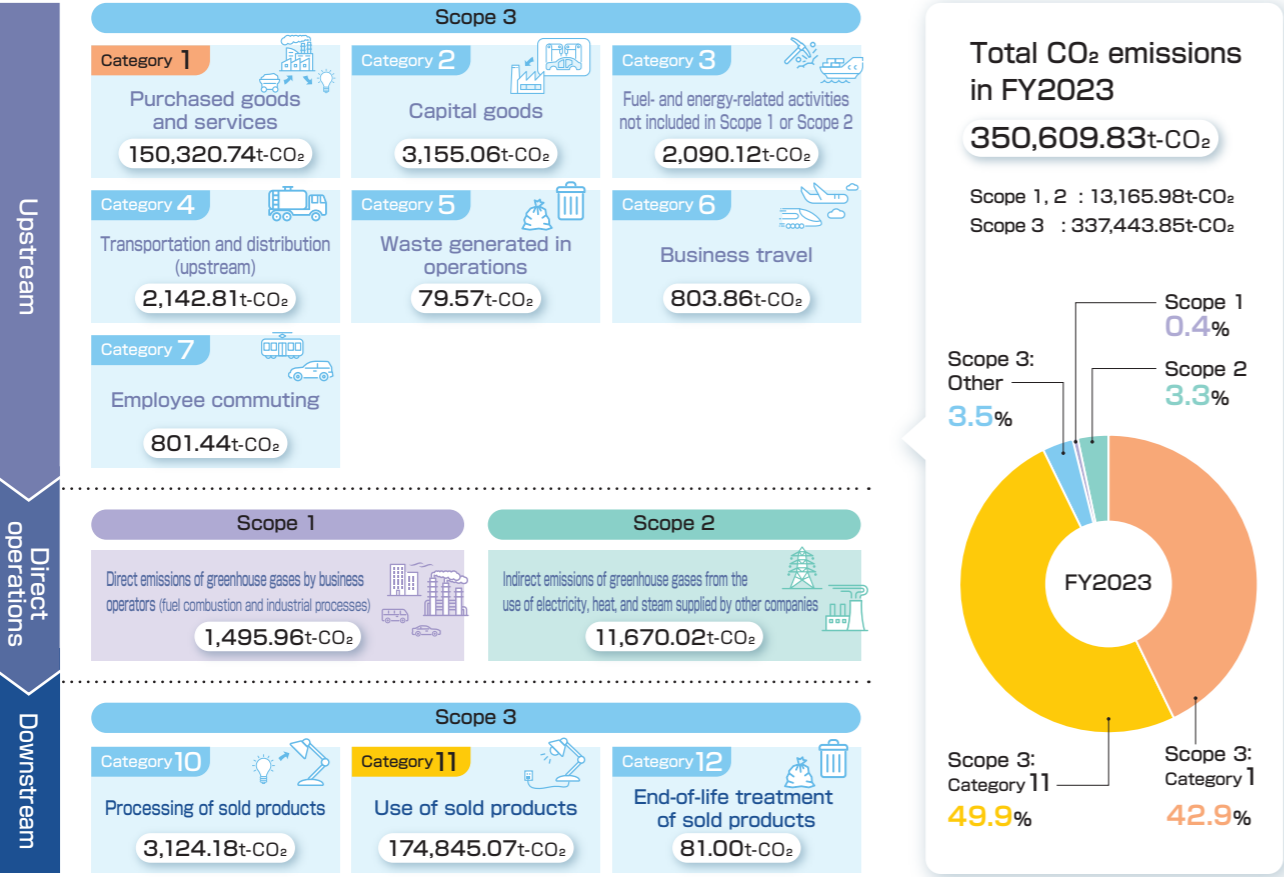 Upstream
Scope 3
Category 1
Purchased goods
and services
150,320.74t-CO₂
Category 2
Capital goods
3,155.06t-CO₂
Category 3
Fuel- and energy-related activities
not included in Scope 1 or Scope 2
2,090.12t-CO₂
Category 4
Transportation and distribution
(upstream)
2,142.81t-CO₂
Category 5
Waste generated in
operations
79.57t-CO₂
Category 6
Business travel
803.86t-CO₂
Category 7
Employee commuting
801.44t-CO₂
Direct
operations
Scope 1
Direct emissions of greenhouse gases by business
operators (fuel combustion and industrial processes)
1,495.96t-CO₂
Scope 2
Indirect emissions of greenhouse gases from the
use of electricity, heat, and steam supplied by other companies
11,670.02t-CO₂
Downstream
Scope 3
Category 10
Processing of sold products
3,124.18t-CO₂
Category 11
Use of sold products
174,845.07t-CO₂
Category 12
End-of-life treatment
of sold products
81.00t-CO₂
Total CO₂ emissions
in FY2023
350,609.83t-CO₂
Scope 1, 2 : 13,165.98t-CO₂
Scope 3 : 337,443.85t-CO₂
Scope 1
0.4%
Scope 2
3.3%
Scope 3:
Other
3.5%
FY2023
Scope 3:
Category 11
49.9%
Scope 3:
Category 1
42.9%